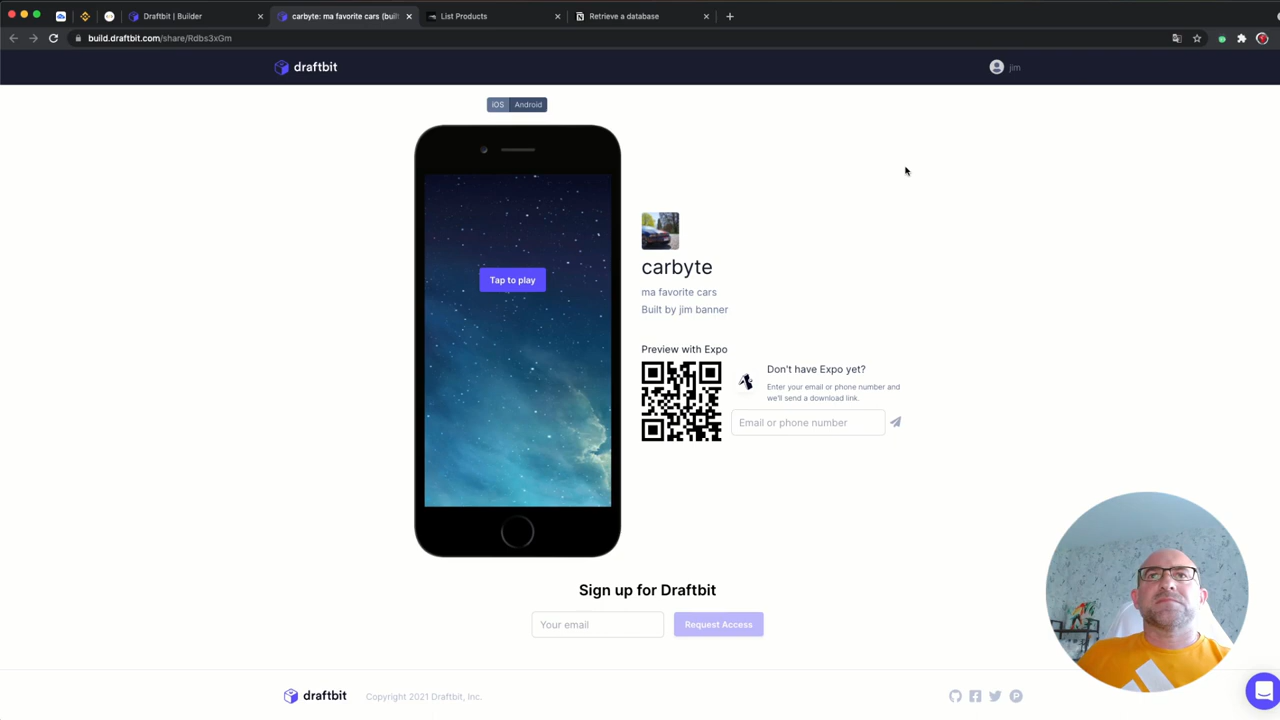 Draftbit | Builder
carbyte: ma favorite cars (buil
List Products
Retrieve a database
build.draftbit.com/share/Rdbs3xGm
draftbit
jim
iOS
Android
Tap to play
carbyte
ma favorite cars
Built by jim banner
Preview with Expo
Don't have Expo yet?
Enter your email or phone number and
we'll send a download link.
Email or phone number
Sign up for Draftbit
Your email
Request Access
draftbit
Copyright 2021 Draftbit, Inc.